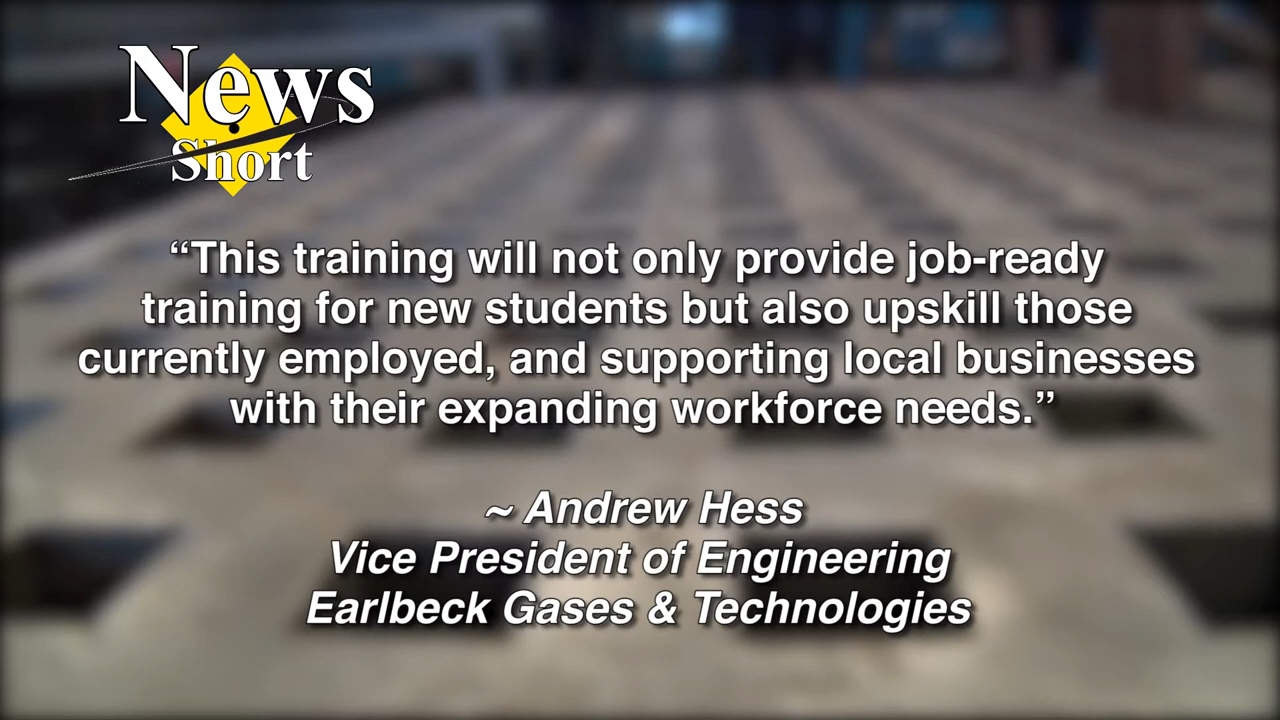 News
Short
“This training will not only provide job-ready
training for new students but also upskill those
currently employed, and supporting local businesses
with their expanding workforce needs.”
~ Andrew Hess
Vice President of Engineering
Earlbeck Gases & Technologies